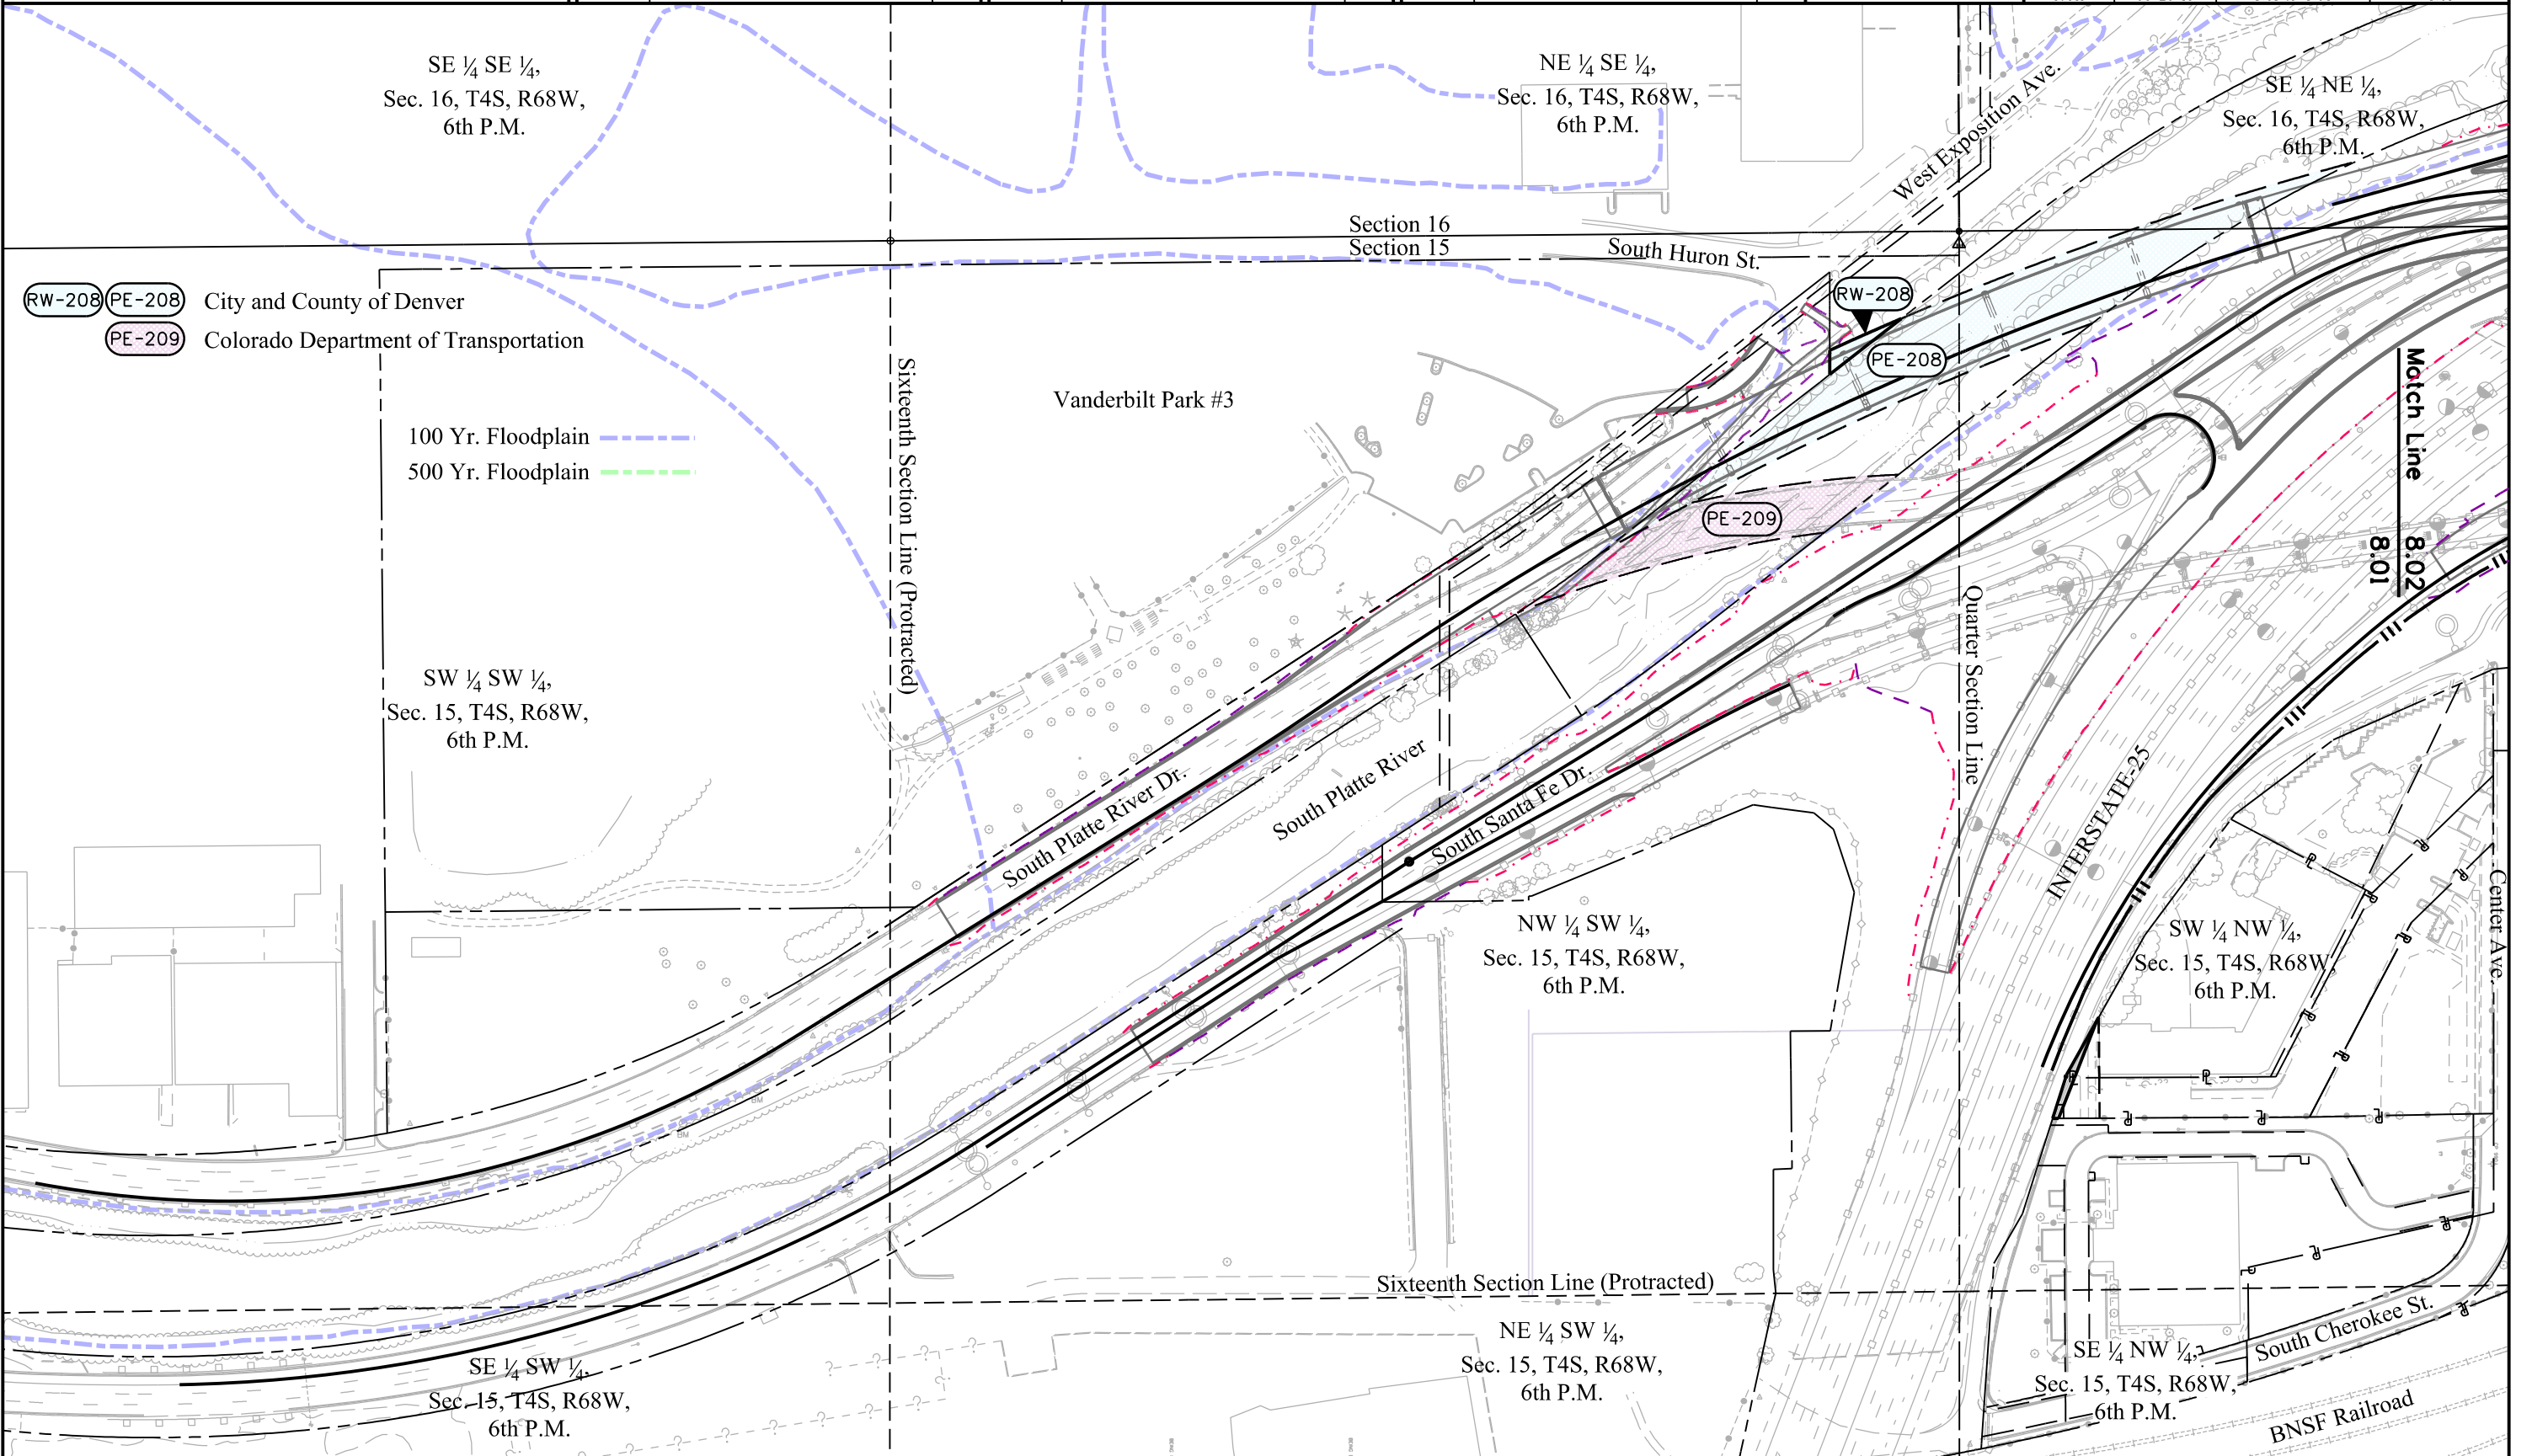 SE ¼ SE ¼,
Sec. 16, T4S, R68W,
6th P.M.
NE ¼ SE ¼,
Sec. 16, T4S, R68W,
6th P.M.
SE ¼ NE ¼,
Sec. 16, T4S, R68W,
6th P.M.
West Exposition Ave.
Section 16
Section 15
South Huron St.
RW-208
PE-208
City and County of Denver
PE-209
Colorado Department of Transportation
RW-208
PE-208
PE-209
100 Yr. Floodplain
500 Yr. Floodplain
Vanderbilt Park #3
Sixteenth Section Line (Protracted)
Match Line
8.02
8.01
Quarter Section Line
SW ¼ SW ¼,
Sec. 15, T4S, R68W,
6th P.M.
South Platte River Dr.
South Platte River
South Santa Fe Dr.
INTERSTATE-25
NW ¼ SW ¼,
Sec. 15, T4S, R68W,
6th P.M.
SW ¼ NW ¼,
Sec. 15, T4S, R68W,
6th P.M.
Center Ave.
BM
BM
Sixteenth Section Line (Protracted)
SE ¼ SW ¼,
Sec. 15, T4S, R68W,
6th P.M.
NE ¼ SW ¼,
Sec. 15, T4S, R68W,
6th P.M.
SE ¼ NW ¼,
Sec. 15, T4S, R68W,
6th P.M.
South Cherokee St.
BNSF Railroad